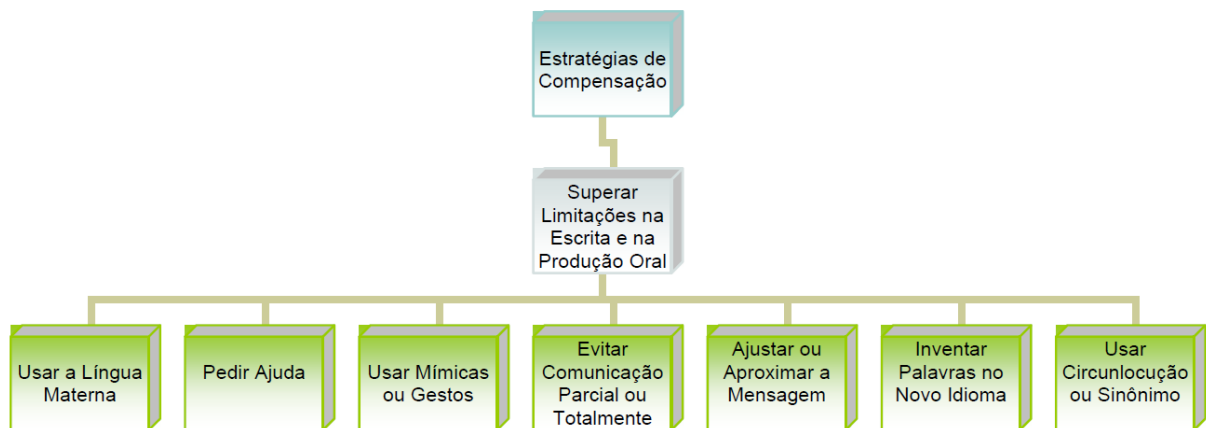 Estratégias de
Compensação
Superar
Limitações na
Escrita e na
Produção Oral
Usar a Língua
Materna
Pedir Ajuda
Usar Mímicas
ou Gestos
Evitar
Comunicação
Parcial ou
Totalmente
Ajustar ou
Aproximar a
Mensagem
Inventar
Palavras no
Novo Idioma
Usar
Circunlocução
ou Sinônimo